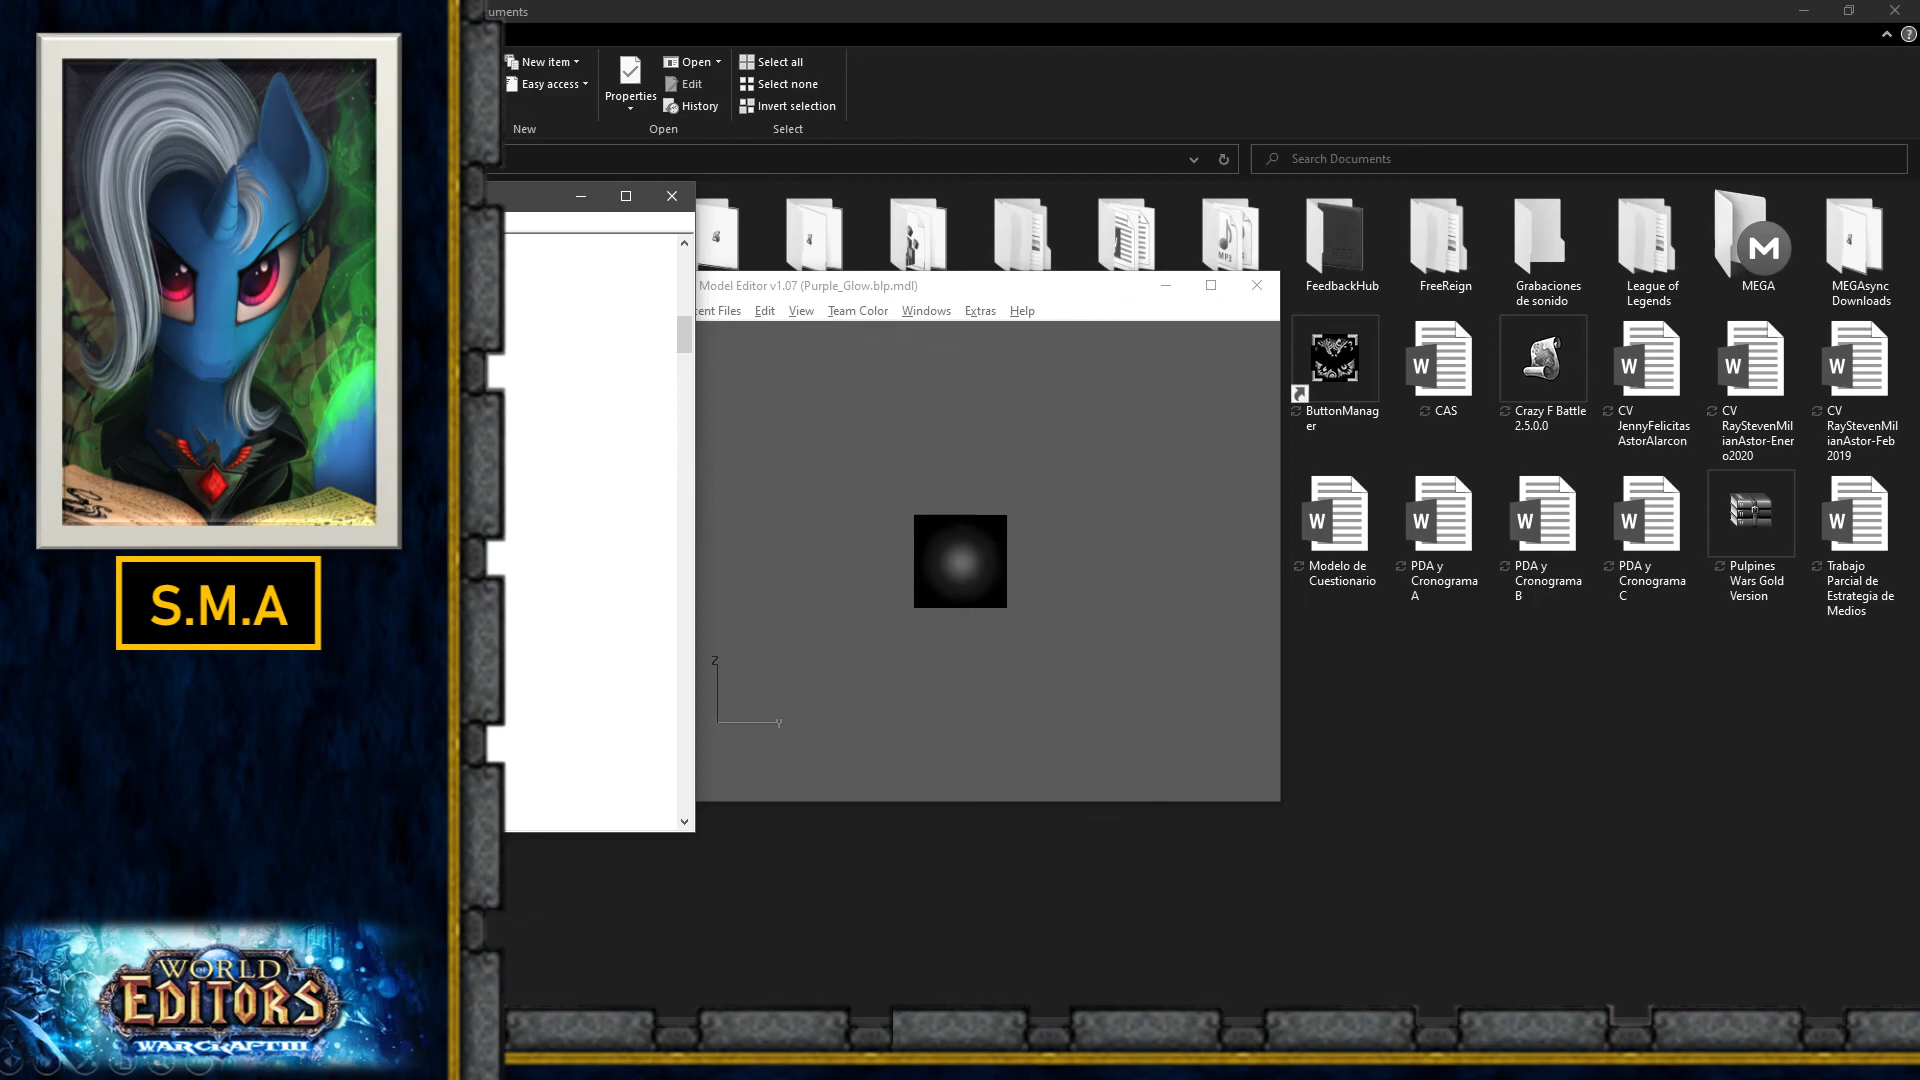 uments
New item
Easy access
New
Properties
Open
Edit
History
Open
Select all
Select none
Invert selection
Select
Search Documents
FeedbackHub
FreeReign
Grabaciones
de sonido
League of
Legends
MEGA
MEGAsync
Downloads
M
MP3
Model Editor v1.07 (Purple_Glow.blp.mdl)
ent Files Edit View Team Color Windows Extras Help
ButtonManag
er
CAS
Crazy F Battle
2.5.0.0
CV
JennyFelicitas
AstorAlarcon
CV
RayStevenMil
ianAstor-Ener
o2020
CV
RayStevenMil
ianAstor-Feb
2019
W
W
W
W
Modelo de
Cuestionario
PDA y
Cronograma
A
PDA y
Cronograma
B
PDA y
Cronograma
C
Pulpines
Wars Gold
Version
Trabajo
Parcial de
Estrategia de
Medios
W
W
W
W
W
Z
Y
S.M.A
WORLD
OF
EDITORS
WARCRAFT III